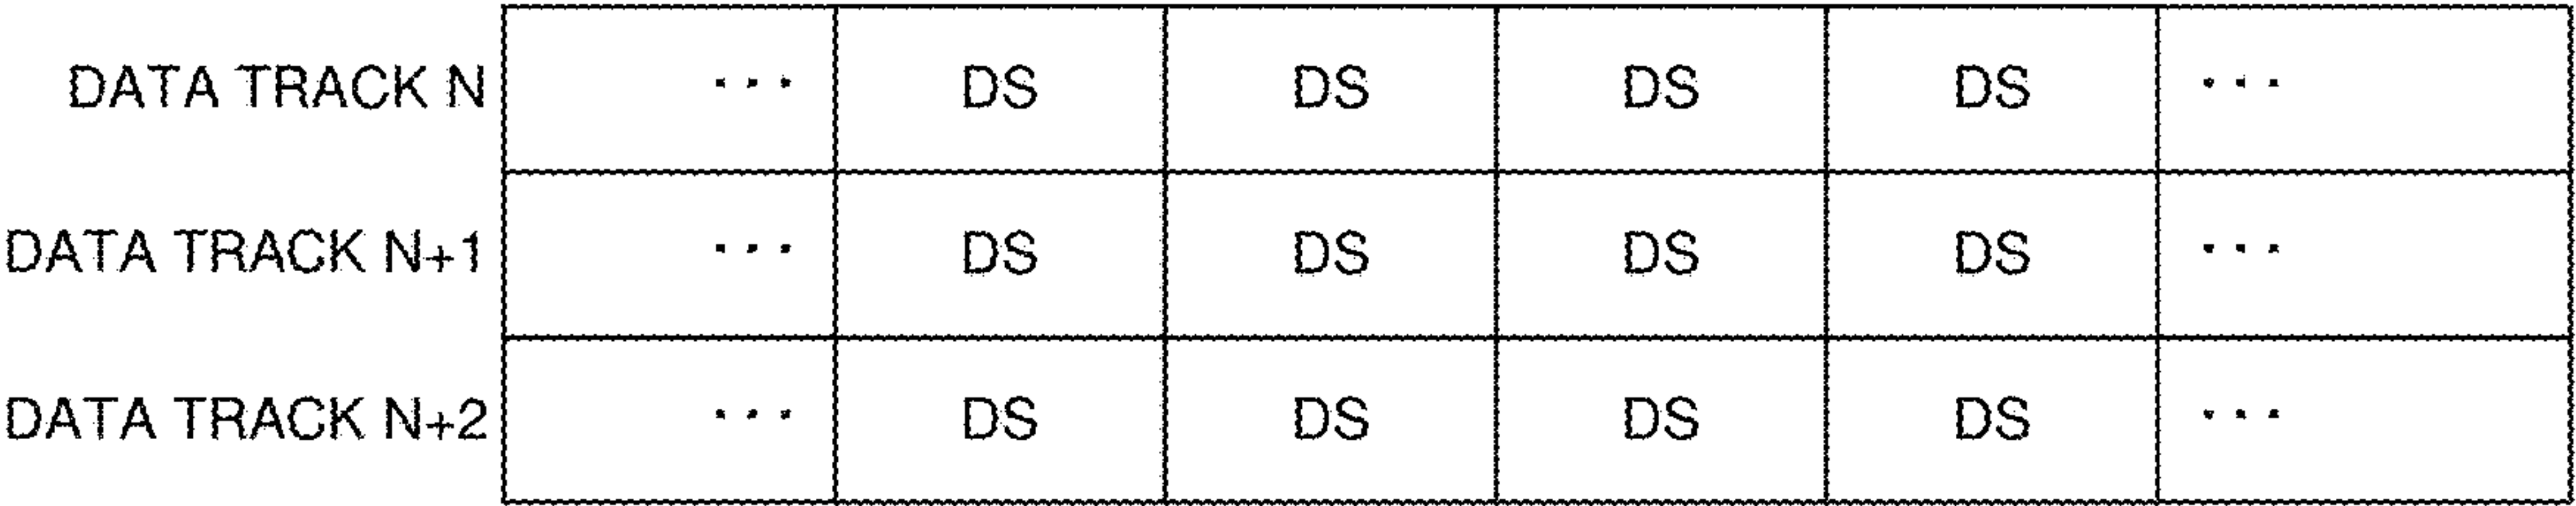 DATA TRACK N ... DS DS DS DS ...
DATA TRACK N+1 ... DS DS DS DS ...
DATA TRACK N+2 ... DS DS DS DS ...